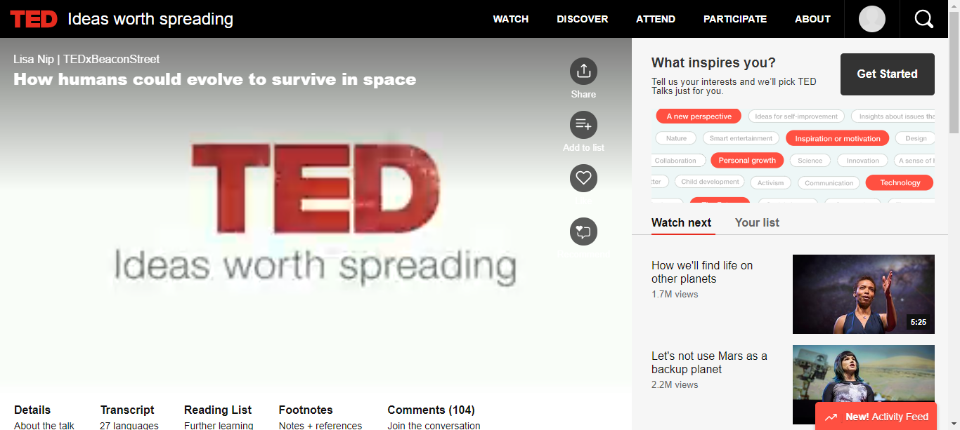 TED Ideas worth spreading
WATCH DISCOVER ATTEND PARTICIPATE ABOUT
Lisa Nip | TEDxBeaconStreet
How humans could evolve to survive in space
Share
Add to list
TED
Ideas worth spreading
What inspires you?
Tell us your interests and we'll pick TED
Talks just for you.
Get Started
A new perspective Ideas for self-improvement Insights about issues
Nature Smart entertainment Inspiration or motivation Design
Collaboration Personal growth Science Innovation A sense of
Child development Activism Communication Technology
Watch next Your list
How we'll find life on
other planets
1.7M views
5:25
Let's not use Mars as a
backup planet
2.2M views
New! Activity Feed
Details Transcript Reading List Footnotes Comments (104)
About the talk 27 languages Further learning Notes + references Join the conversation